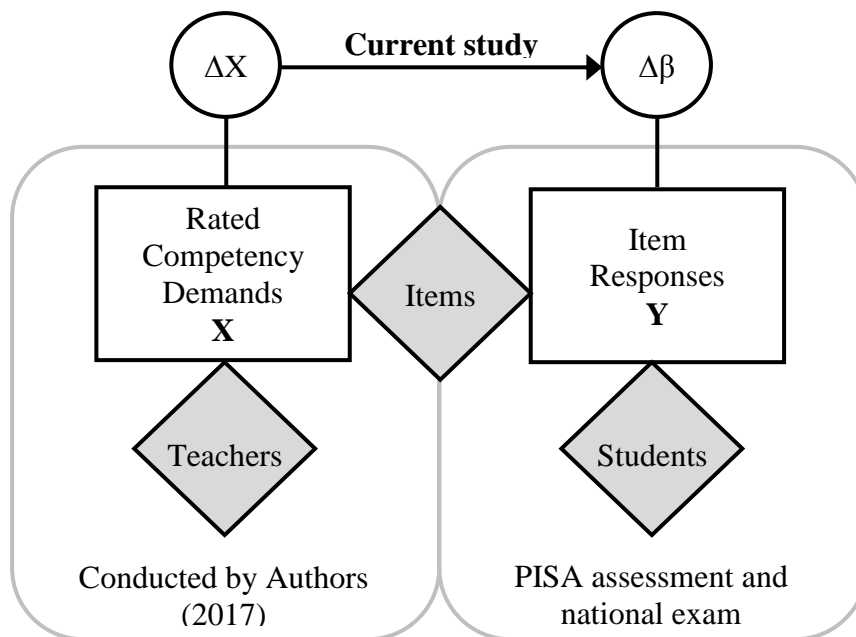 Current study
ΔX
Δβ
Rated
Competency
Demands
X
Items
Item
Responses
Y
Teachers
Students
Conducted by Authors
(2017)
PISA assessment and
national exam